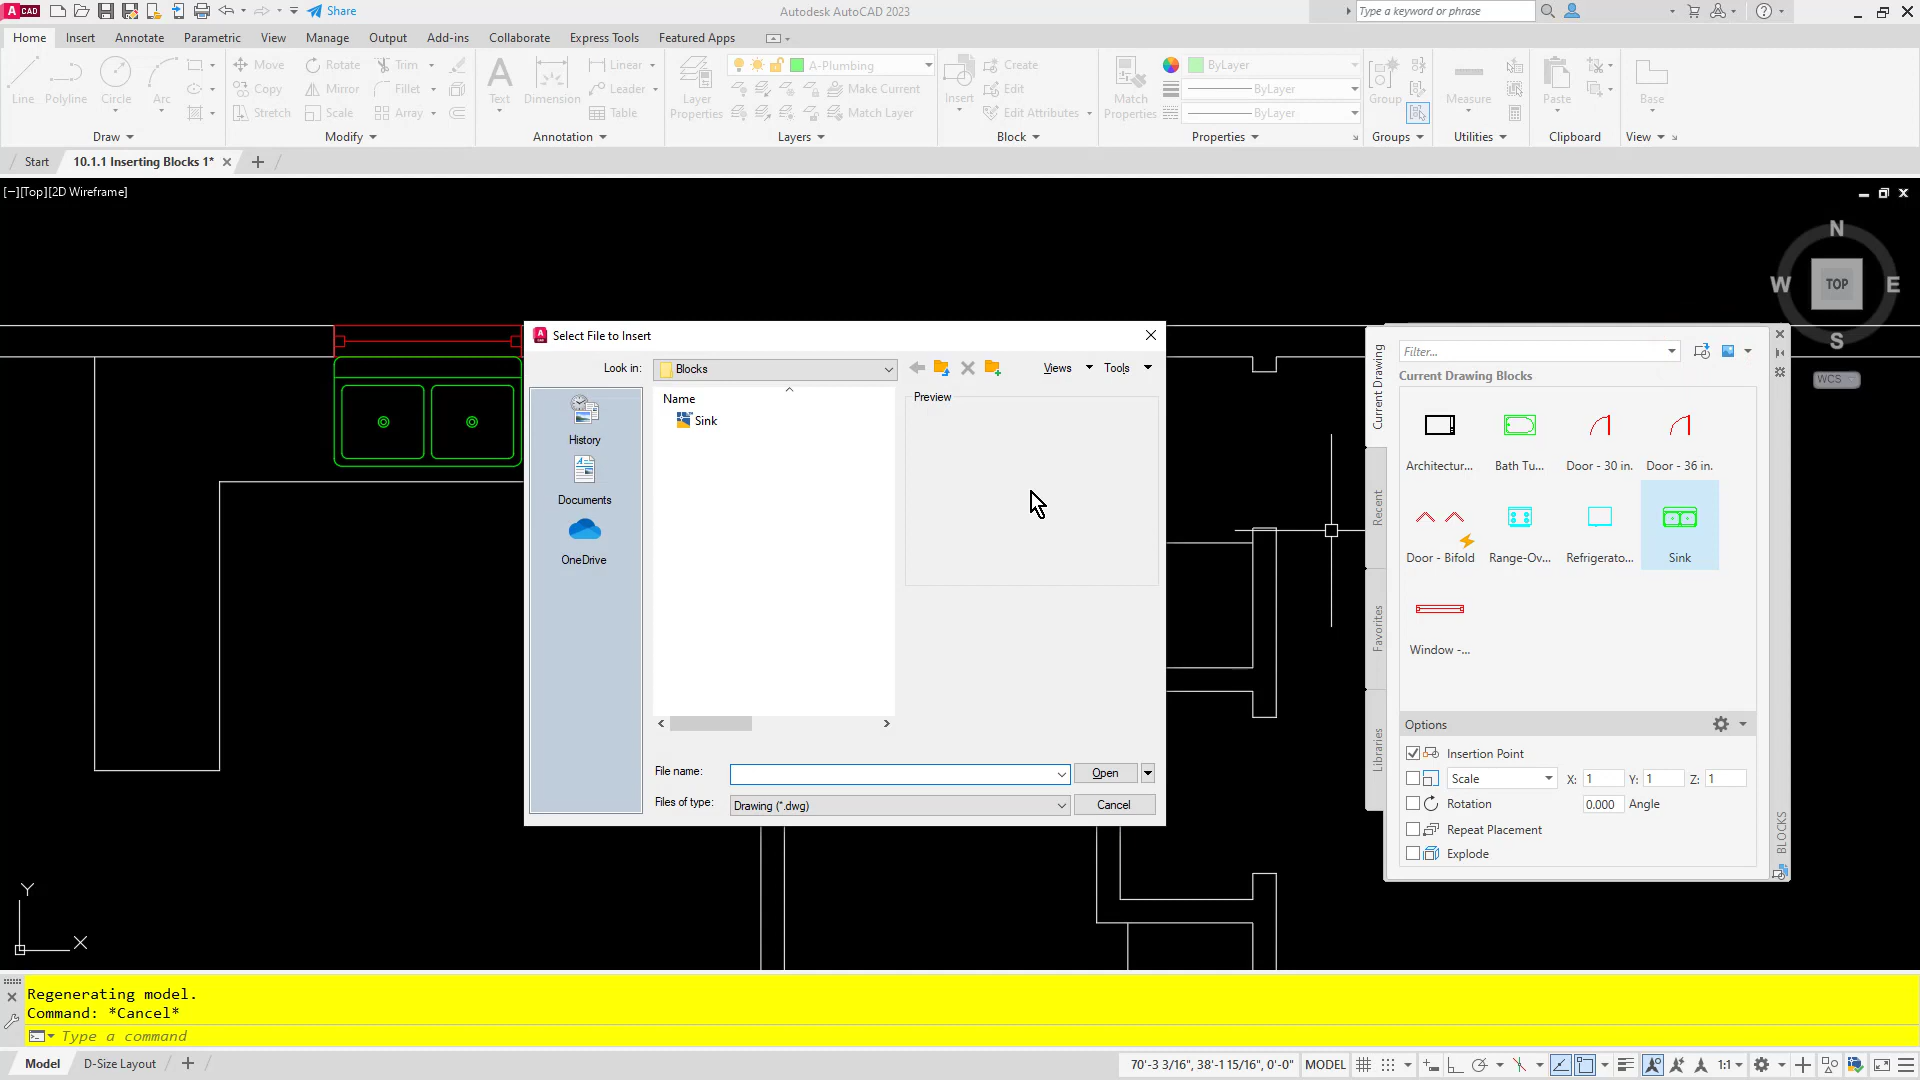 CAD
Share
Autodesk AutoCAD 2023
Type a keyword or phrase
Home
Insert
Annotate
Parametric
View
Manage
Output
Add-ins
Collaborate
Express Tools
Featured Apps
Line
Polyline
Circle
Arc
Draw
Move
Rotate
Trim
Copy
Mirror
Fillet
Stretch
Scale
Array
Modify
Text
Dimension
Linear
Leader
Table
Annotation
Layer
Properties
A-Plumbing
Make Current
Match Layer
Layers
Insert
Create
Edit
Edit Attributes
Block
Match
Properties
ByLayer
ByLayer
ByLayer
Properties
Group
Groups
Measure
Utilities
Paste
Clipboard
Base
View
Start
10.1.1 Inserting Blocks 1*
[−][Top][2D Wireframe]
N
W
TOP
E
S
WCS
Select File to Insert
Look in:
Blocks
Views
Tools
Name
Sink
Preview
History
Documents
OneDrive
File name:
Open
Files of type:
Drawing (*.dwg)
Cancel
Current Drawing
Recent
Favorites
Libraries
Filter...
Current Drawing Blocks
Architectur...
Bath Tu...
Door - 30 in.
Door - 36 in.
Door - Bifold
Range-Ov...
Refrigerato...
Sink
Window -...
Options
Insertion Point
Scale
X:
1
Y:
1
Z:
1
Rotation
0.000
Angle
Repeat Placement
Explode
BLOCKS
Y
X
Regenerating model.
Command: *Cancel*
Type a command
Model
D-Size Layout
70'-3 3/16", 38'-115/16", 0'-0"
MODEL
1:1